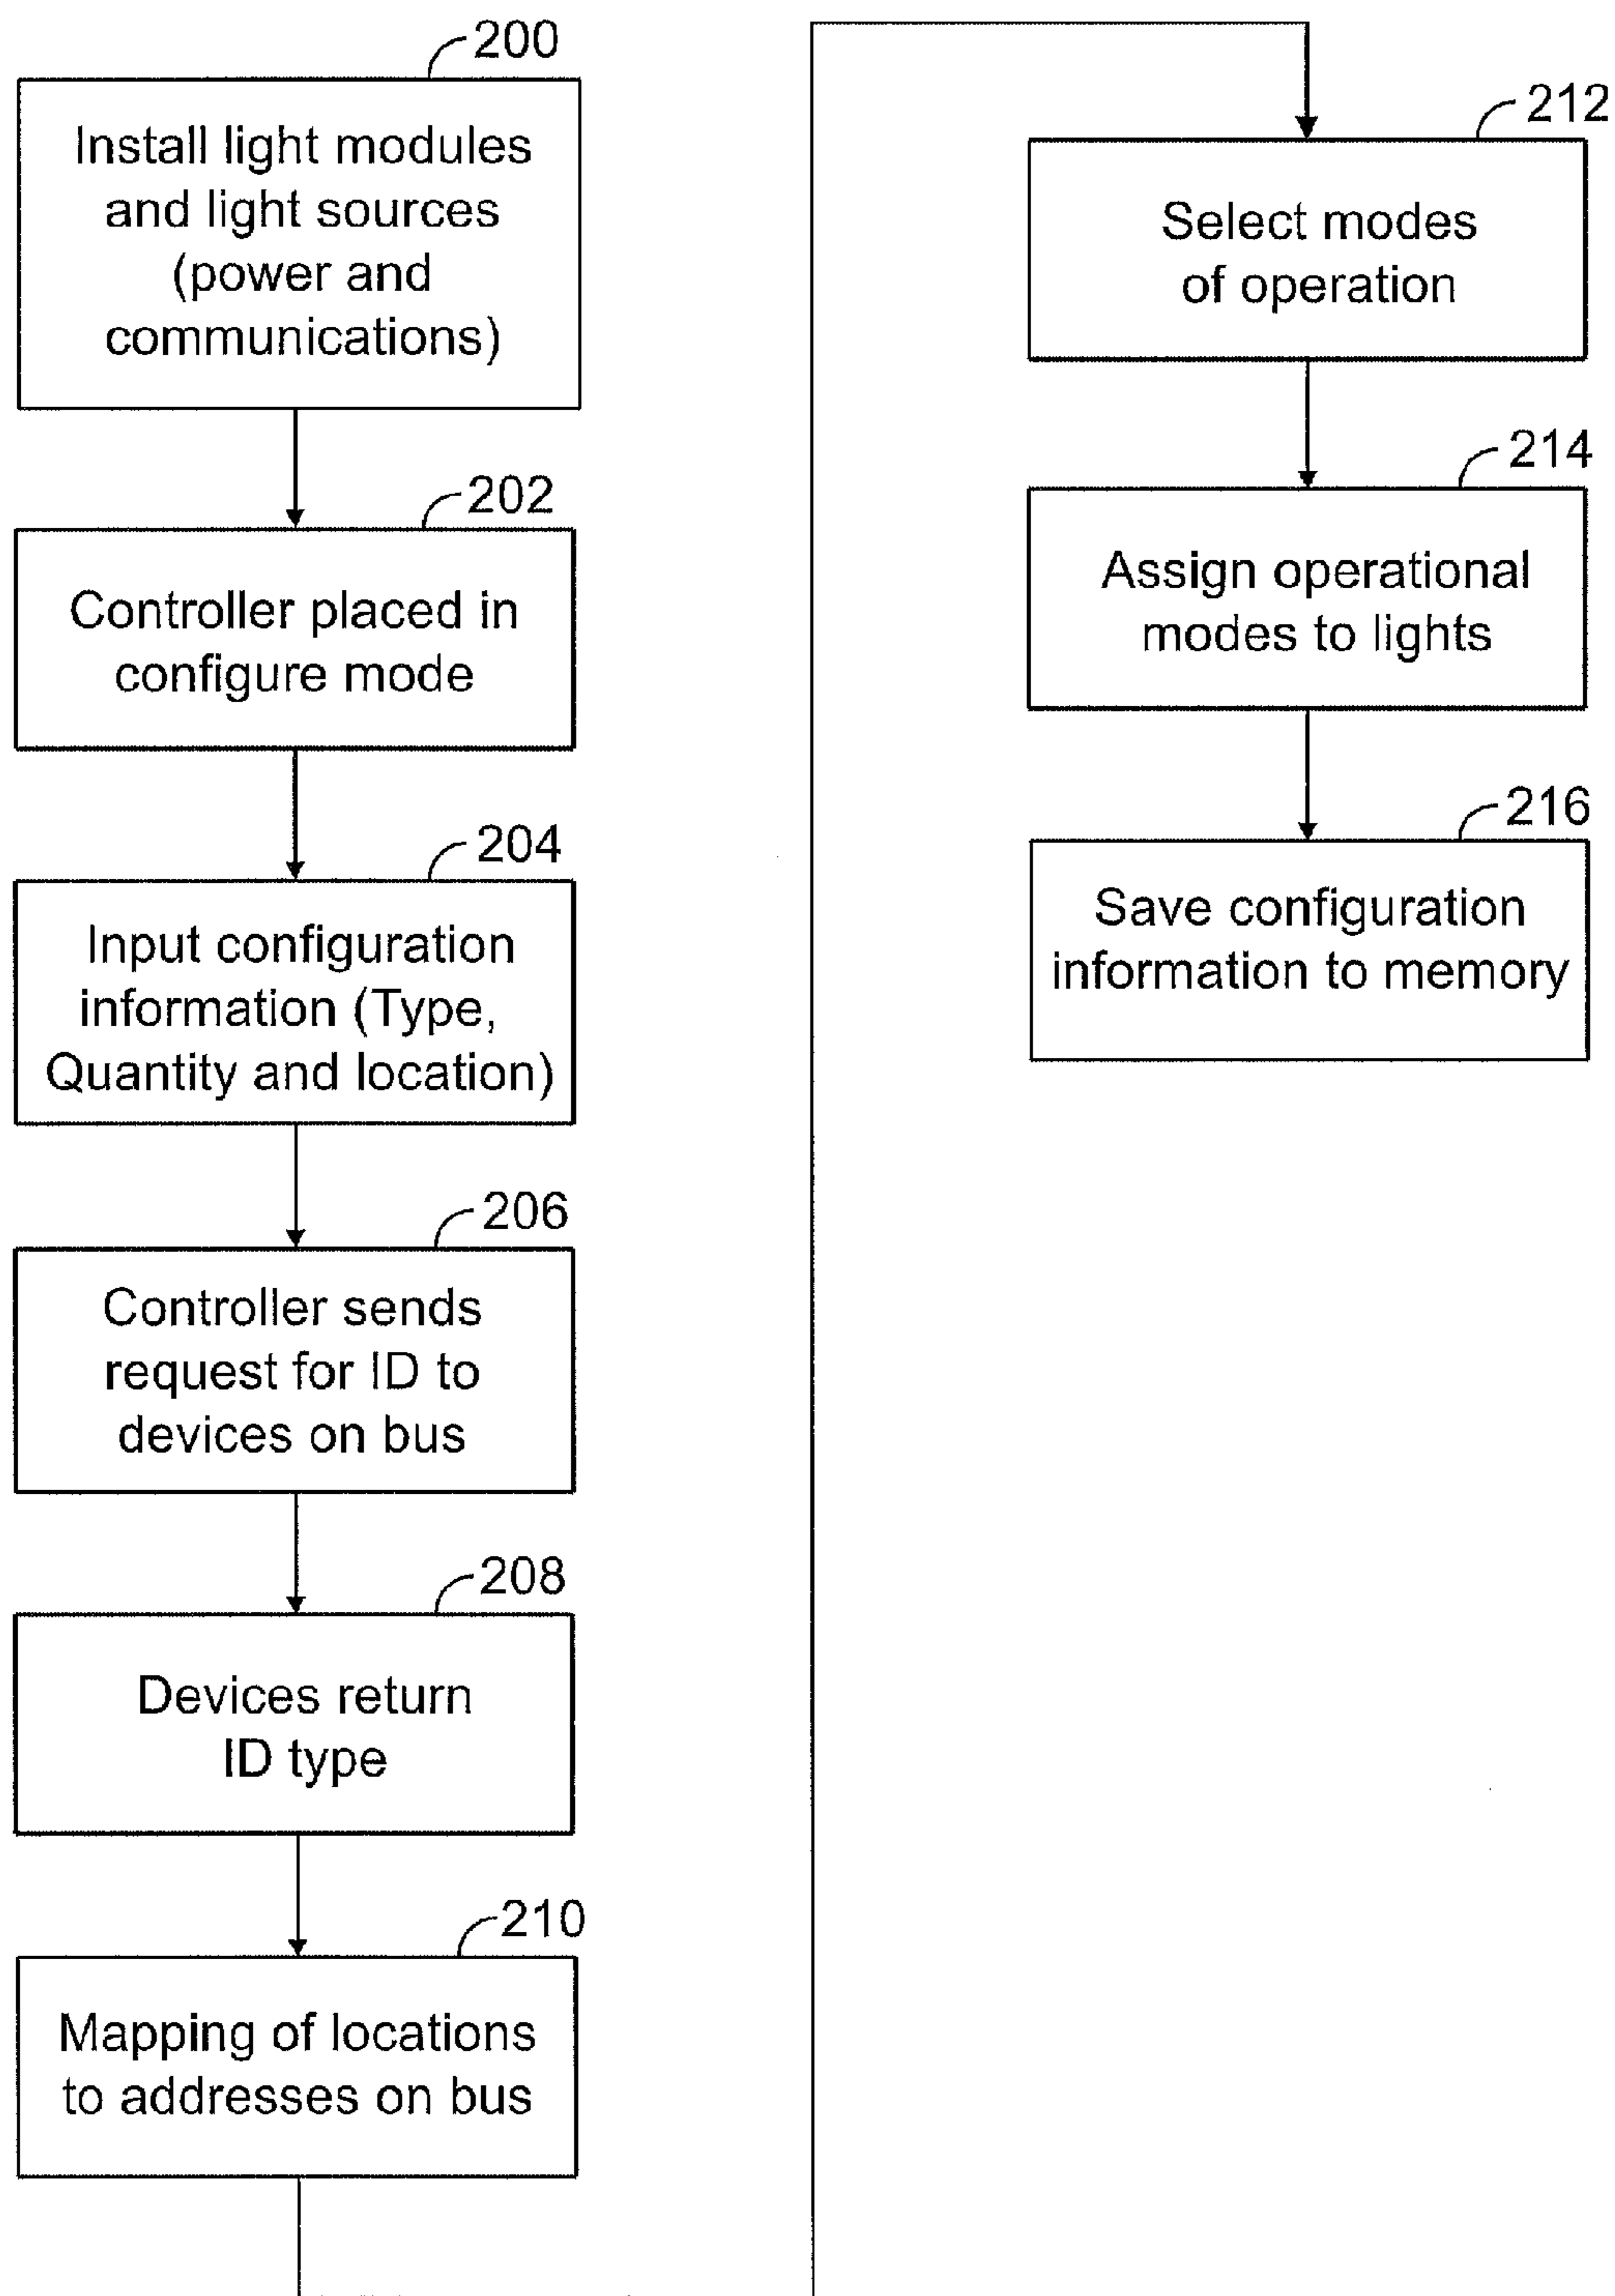 200
Install light modules
and light sources
(power and
communications)
202
Controller placed in
configure mode
204
Input configuration
information (Type,
Quantity and location)
206
Controller sends
request for ID to
devices on bus
208
Devices return
ID type
210
Mapping of locations
to addresses on bus
212
Select modes
of operation
214
Assign operational
modes to lights
216
Save configuration
information to memory